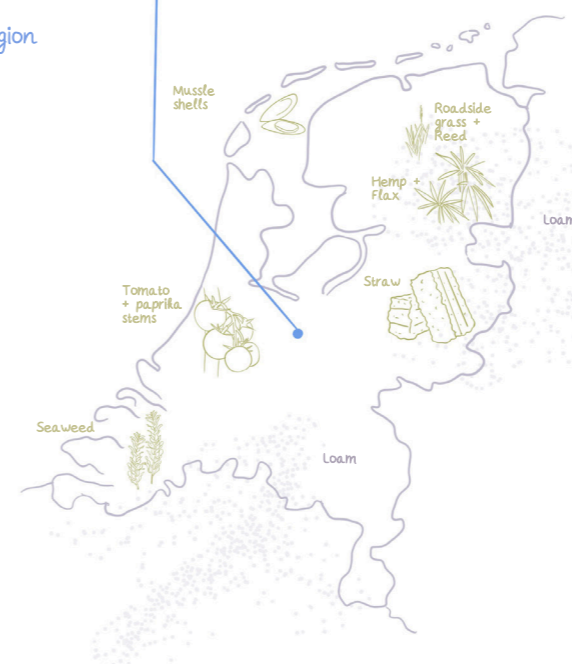 gion
Mussle
shells
Roadside
grass +
Reed
Hemp +
Flax
Loam
Straw
Tomato
+ paprika
stems
Seaweed
Loam